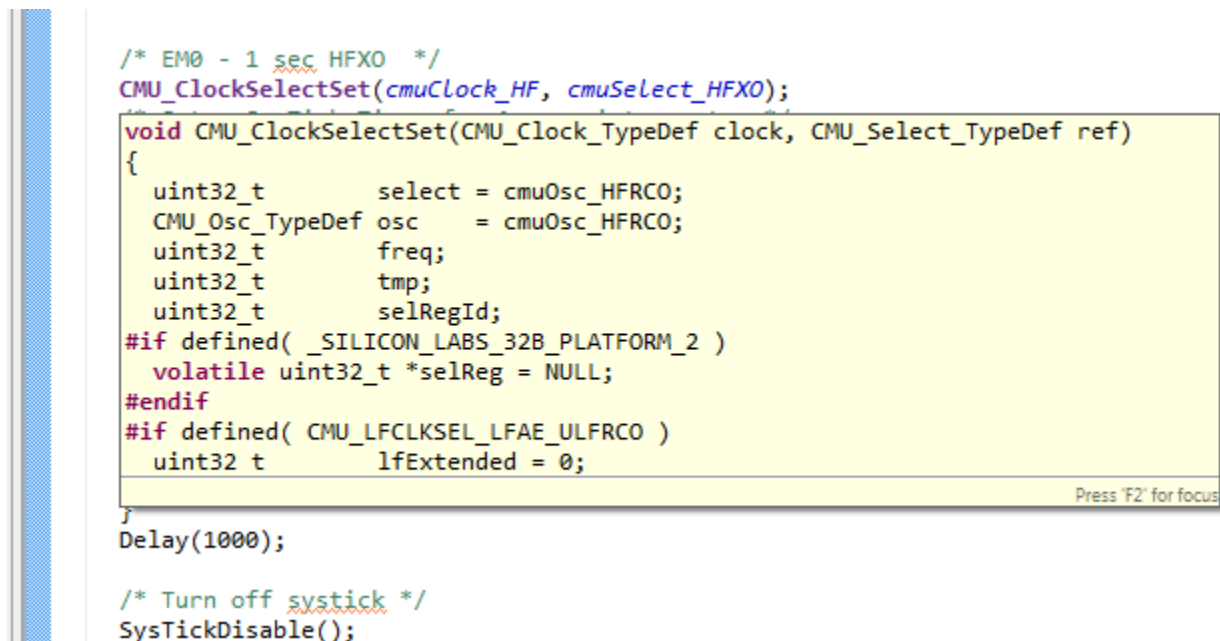 /* EM0 - 1 sec HFXO  */
CMU_ClockSelectSet(cmuClock_HF, cmuSelect_HFXO);
void CMU_ClockSelectSet(CMU_Clock_TypeDef clock, CMU_Select_TypeDef ref)
{
  uint32_t        select = cmuOsc_HFRCO;
  CMU_Osc_TypeDef osc    = cmuOsc_HFRCO;
  uint32_t        freq;
  uint32_t        tmp;
  uint32_t        selRegId;
#if defined( _SILICON_LABS_32B_PLATFORM_2 )
  volatile uint32_t *selReg = NULL;
#endif
#if defined( CMU_LFCLKSEL_LFAE_ULFRCO )
  uint32_t        lfExtended = 0;
Press 'F2' for focus
}
Delay(1000);
/* Turn off systick */
SysTickDisable();